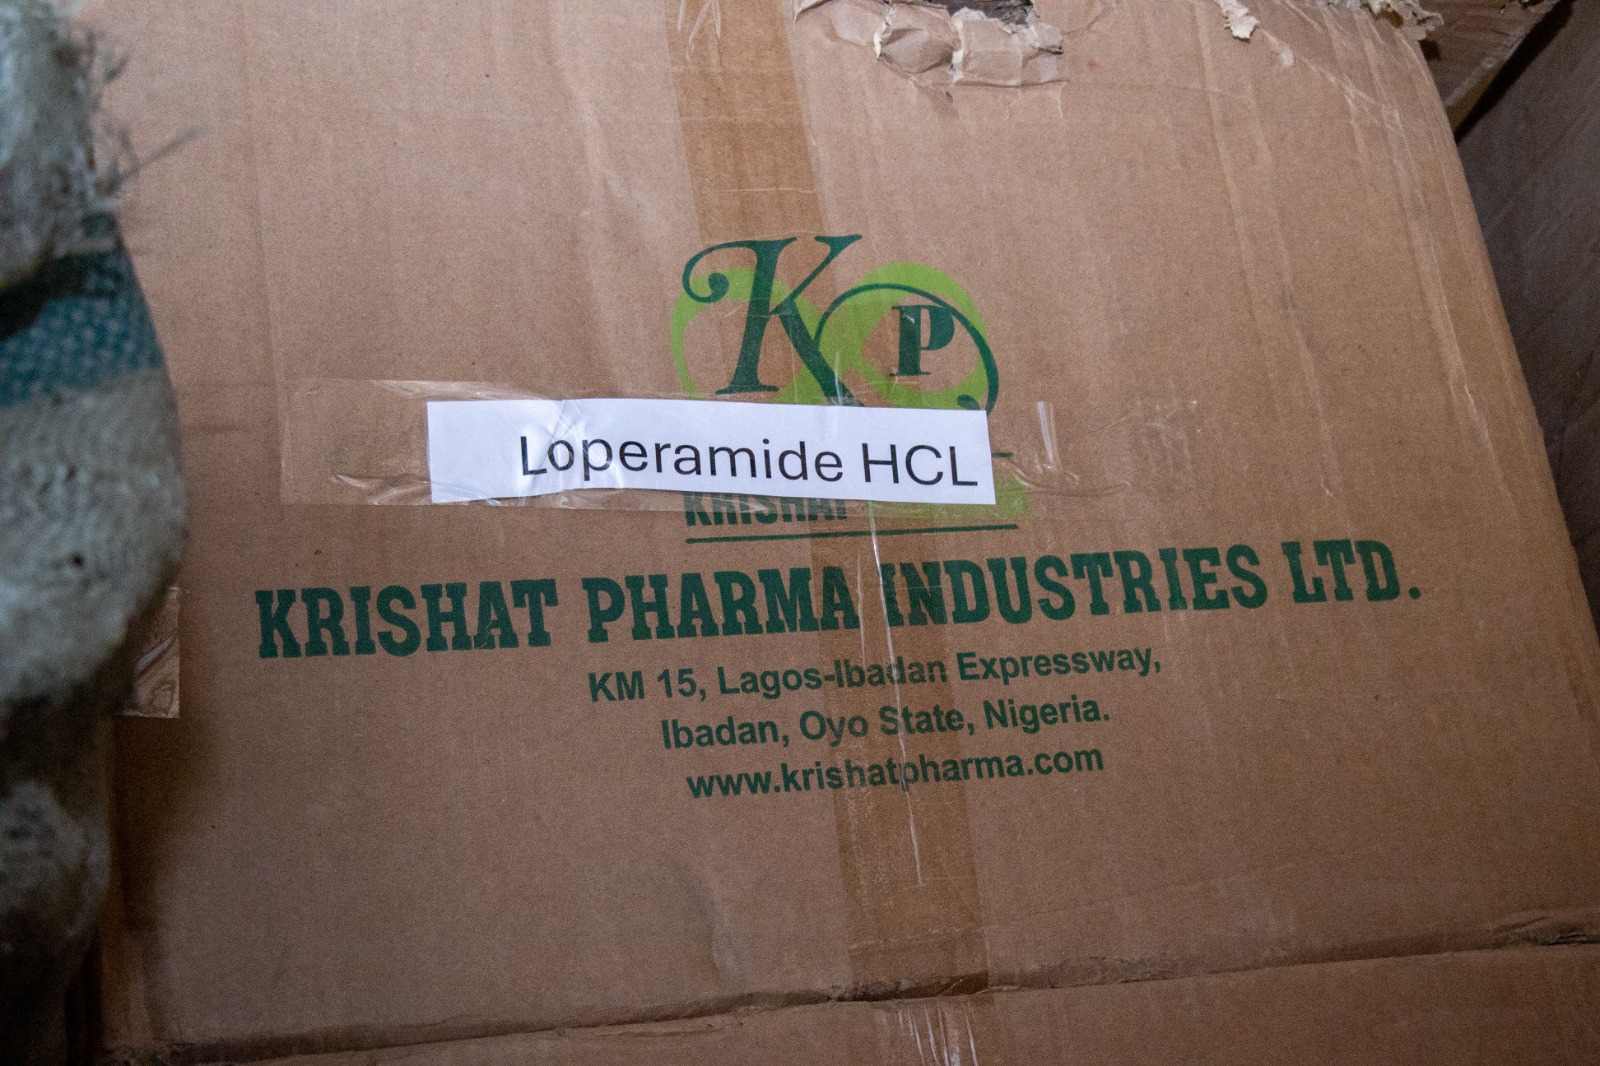 KP
Loperamide HCL
KRISHAT
KRISHAT PHARMA INDUSTRIES LTD.
KM 15, Lagos-Ibadan Expressway,
Ibadan, Oyo State, Nigeria.
www.krishatpharma.com